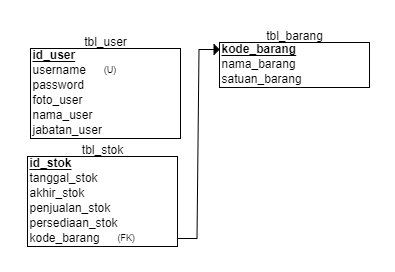 tbl_user
id_user
username (U)
password
foto_user
nama_user
jabatan_user
tbl_barang
kode_barang
nama_barang
satuan_barang
tbl_stok
id_stok
tanggal_stok
akhir_stok
penjualan_stok
persediaan_stok
kode_barang (FK)